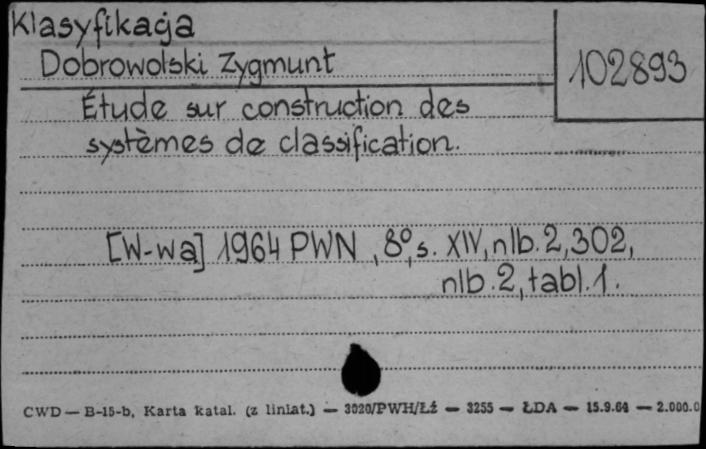 Klasyfikacja
Dobrowolski Zygmunt
102893
Étude sur construction des
systèmes de classification.
[W-wa] 1964 PWN, 8°, s. XIV, nlb. 2, 302,
nlb. 2, tabl. 1.
CWD — B-15-b, Karta katal. (z liniat.) — 3020/PWH/Łź — 3255 — ŁDA — 15.9.64 — 2.000.0